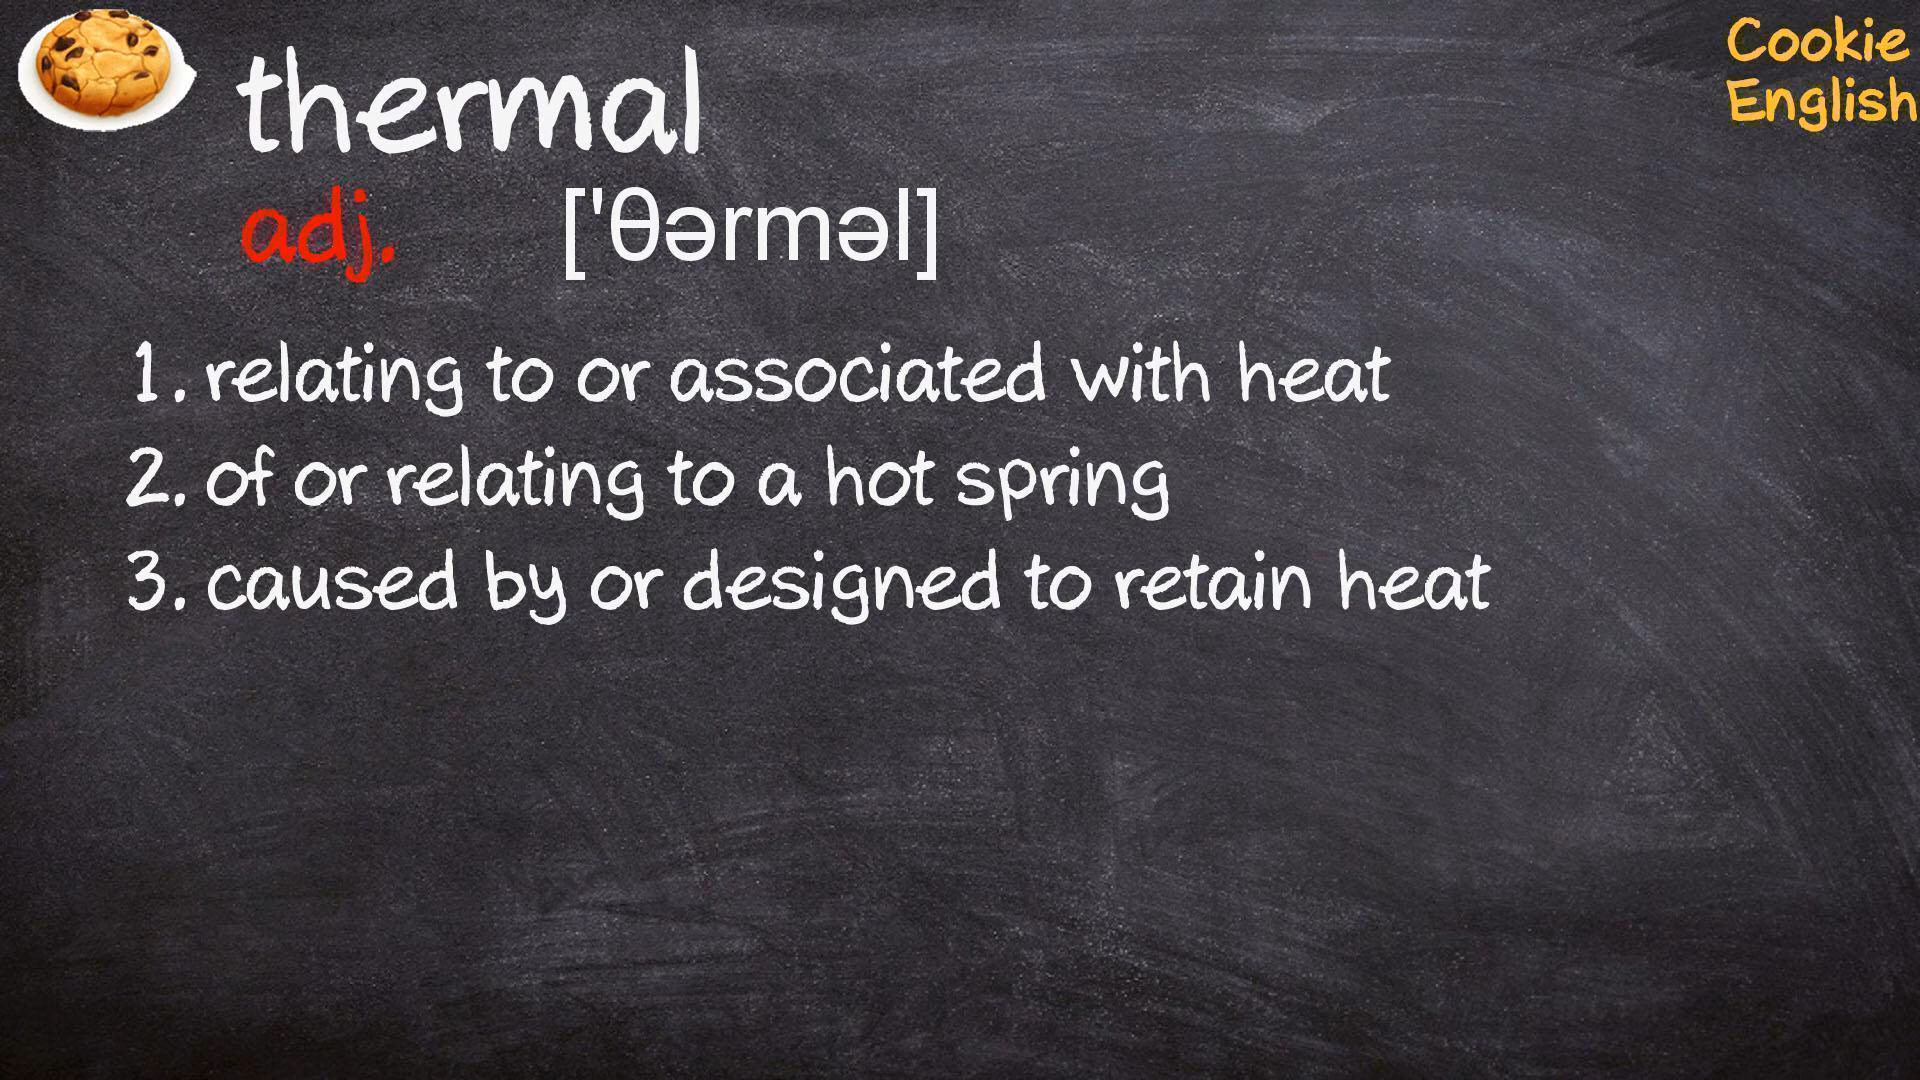 thermal
Cookie
English
adj. ['θərməl]
1. relating to or associated with heat
2. of or relating to a hot spring
3. caused by or designed to retain heat